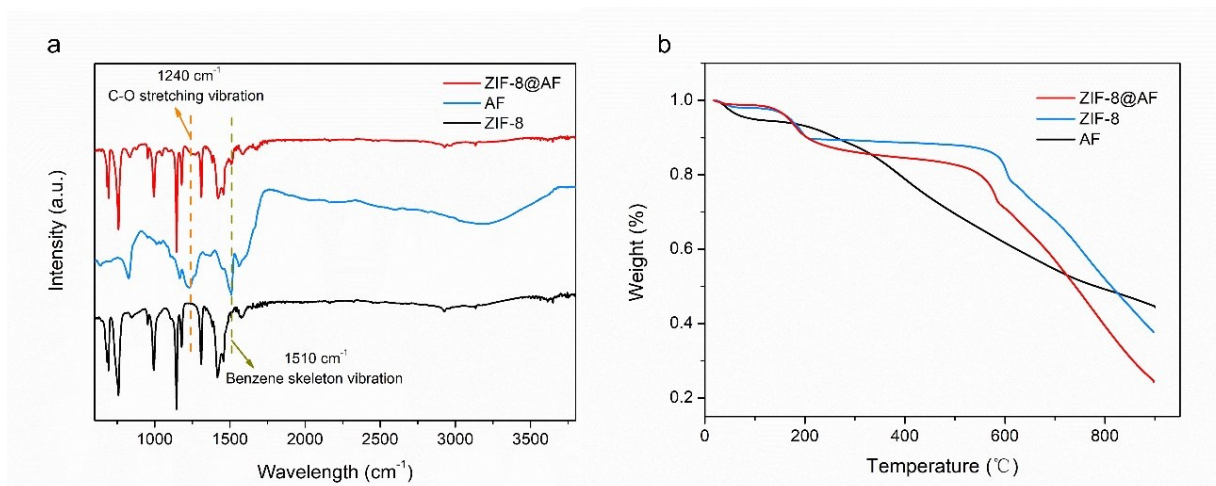 a
1240 cm⁻¹
C-O stretching vibration
ZIF-8@AF
AF
ZIF-8
Intensity (a.u.)
1510 cm⁻¹
Benzene skeleton vibration
1000 1500 2000 2500 3000 3500
Wavelength (cm⁻¹)
b
ZIF-8@AF
ZIF-8
AF
Weight (%)
1.0
0.8
0.6
0.4
0.2
0 200 400 600 800
Temperature (℃)